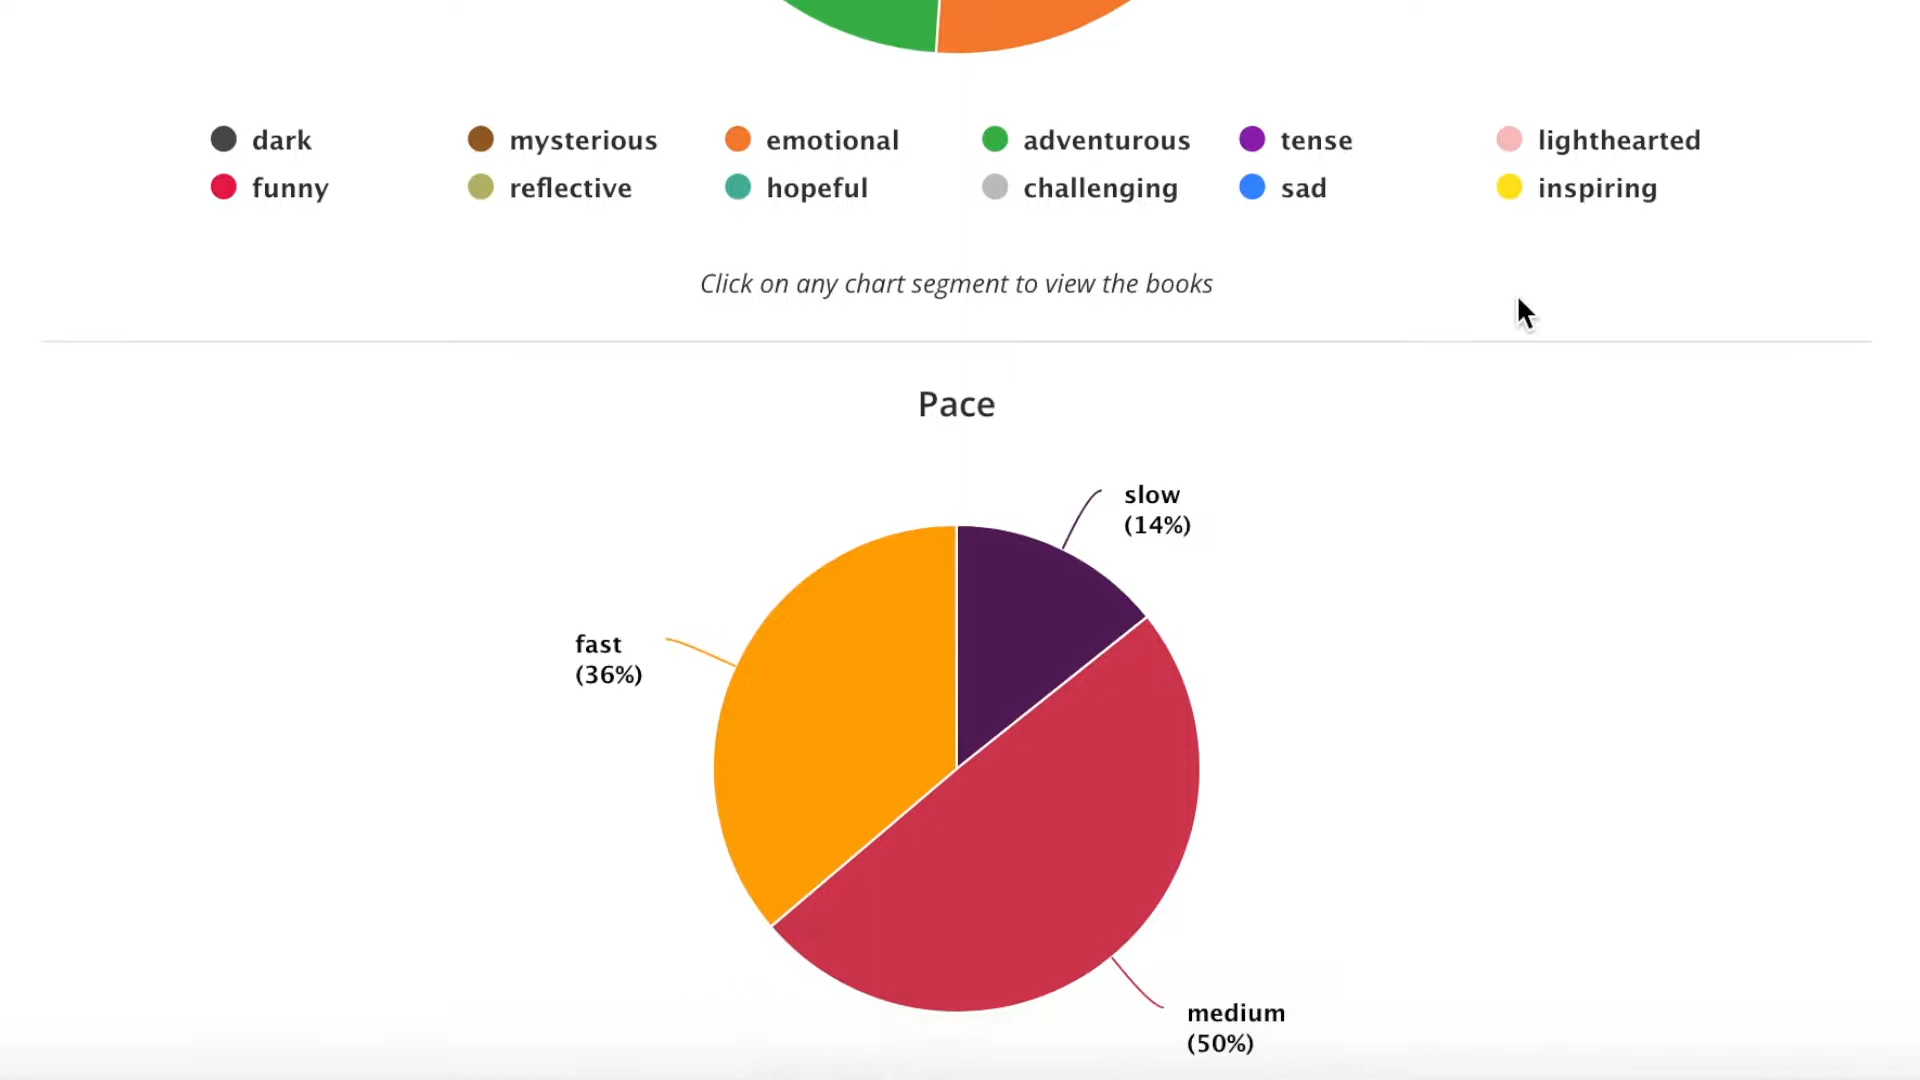 dark mysterious emotional adventurous tense lighthearted
funny reflective hopeful challenging sad inspiring
Click on any chart segment to view the books
Pace
slow
(14%)
fast
(36%)
medium
(50%)